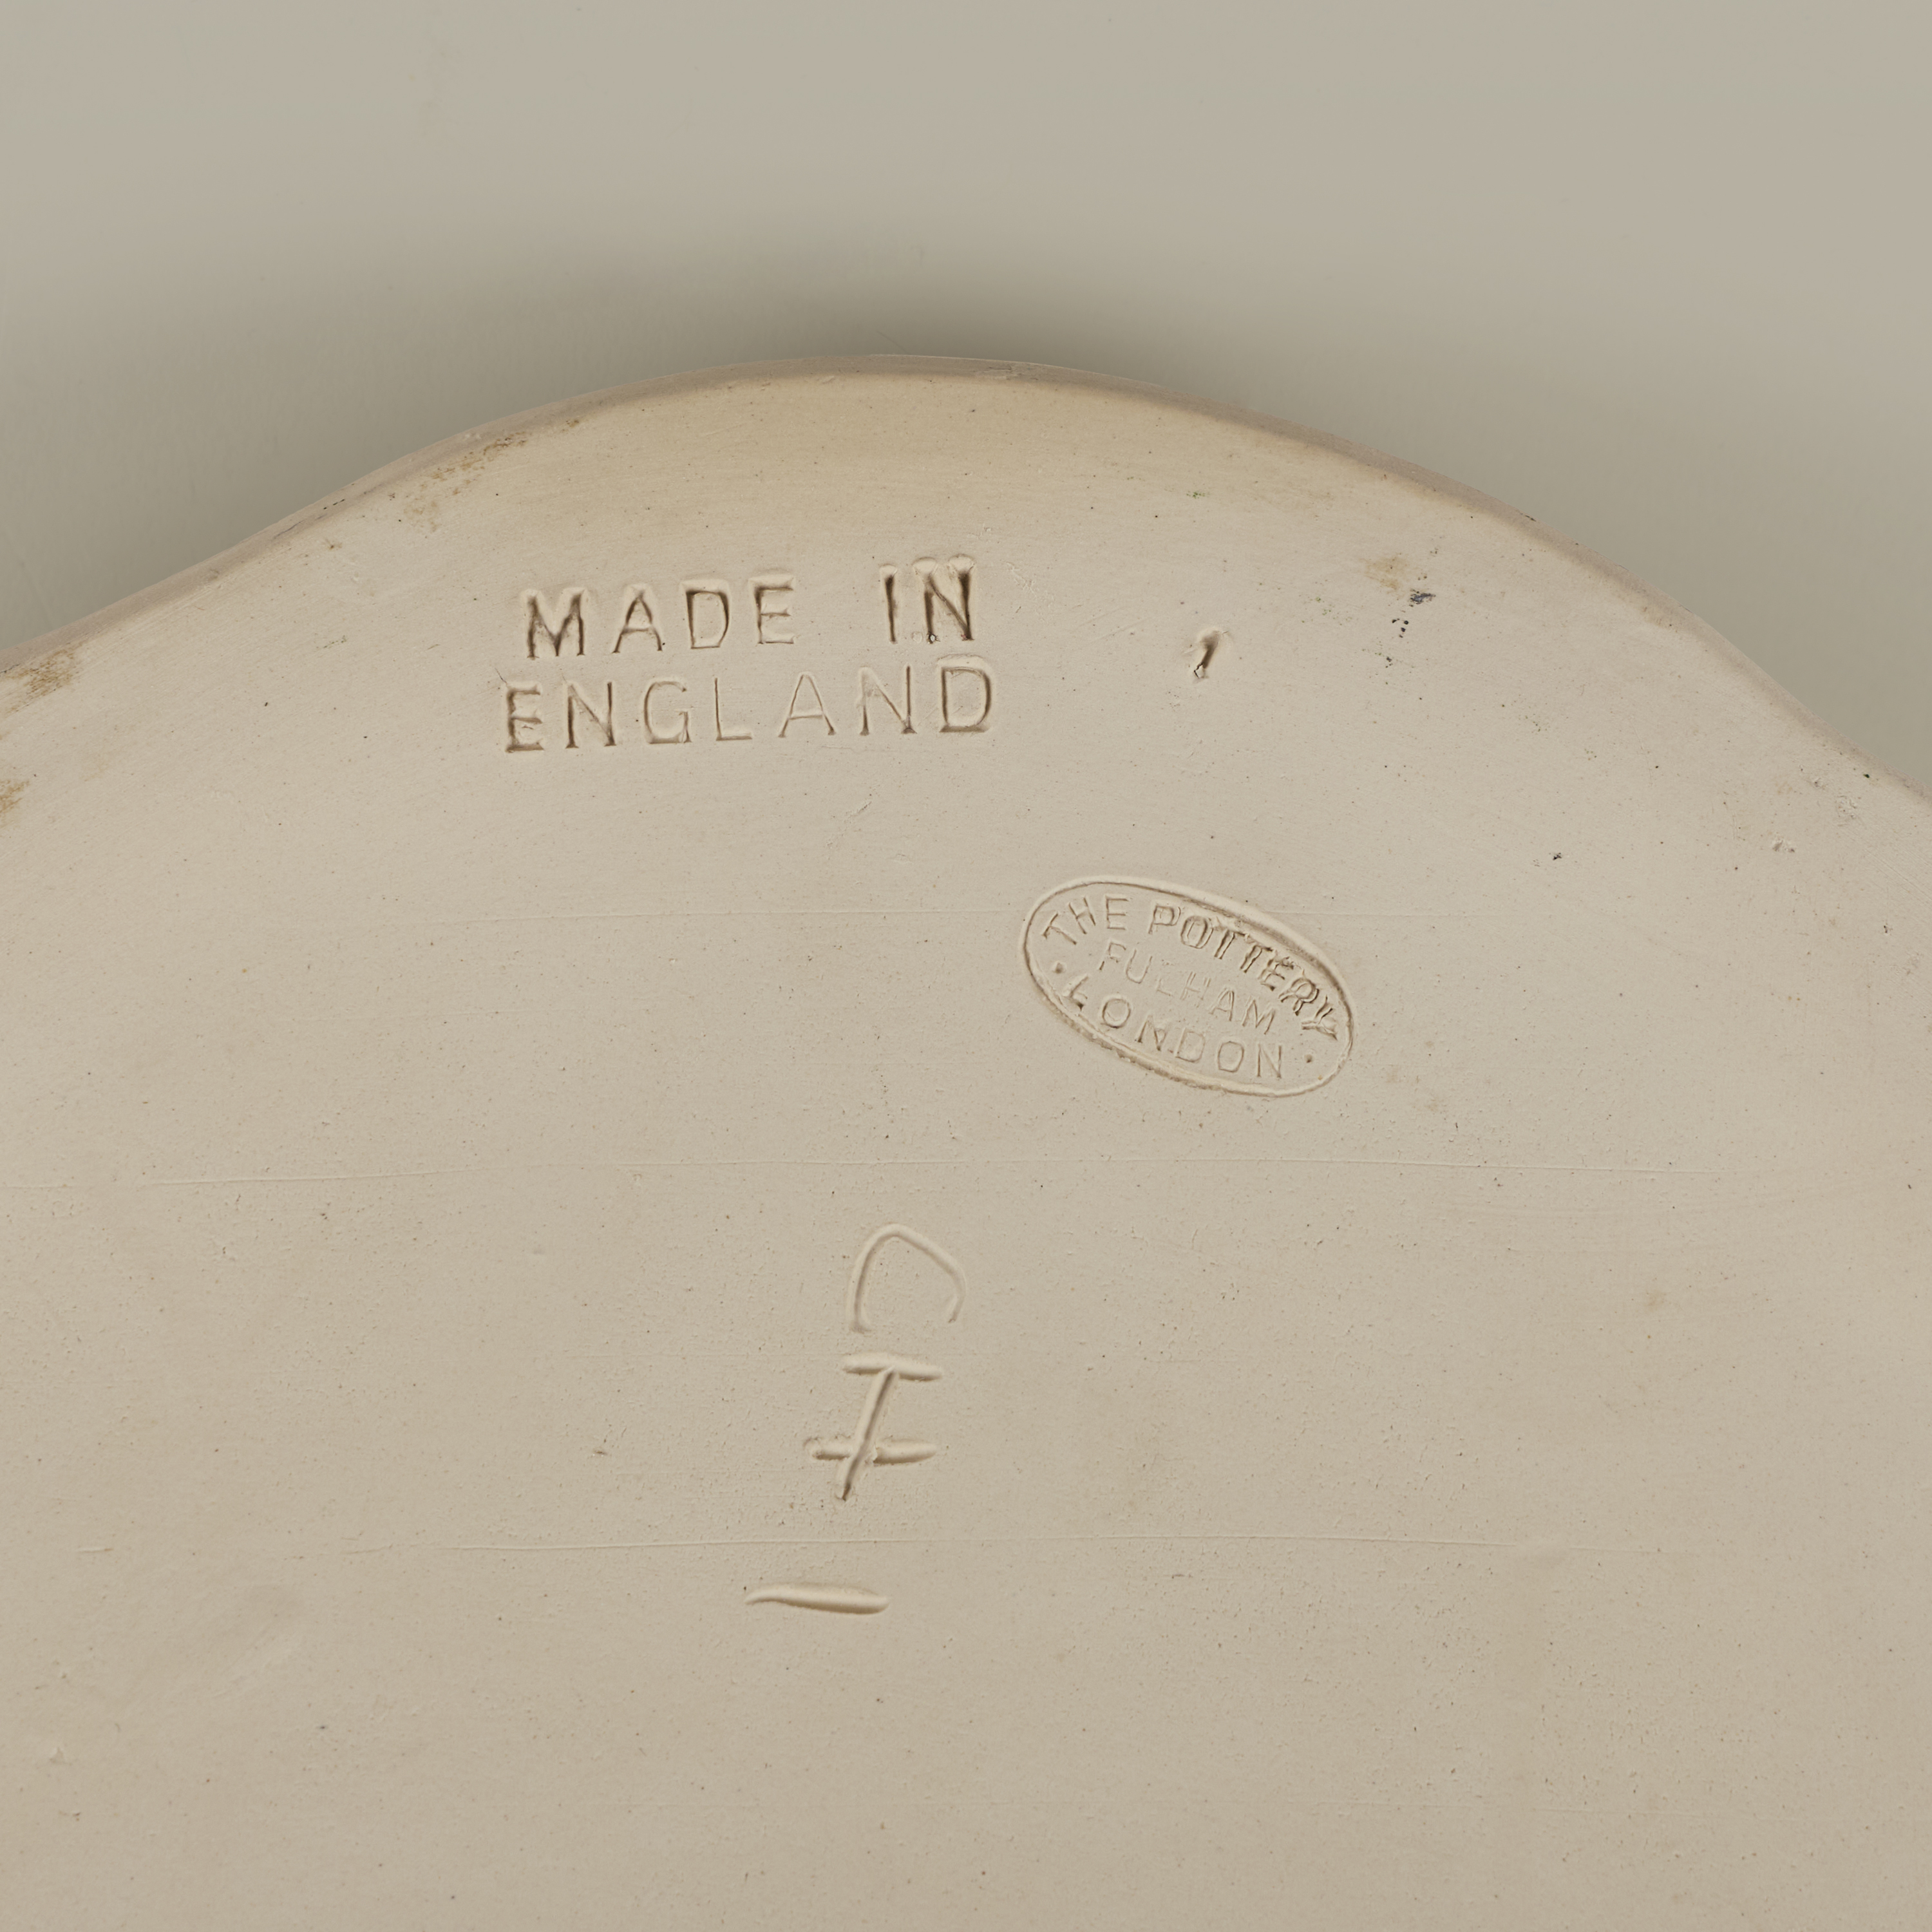 MADE IN
ENGLAND
THE POTTERY
FULHAM
LONDON